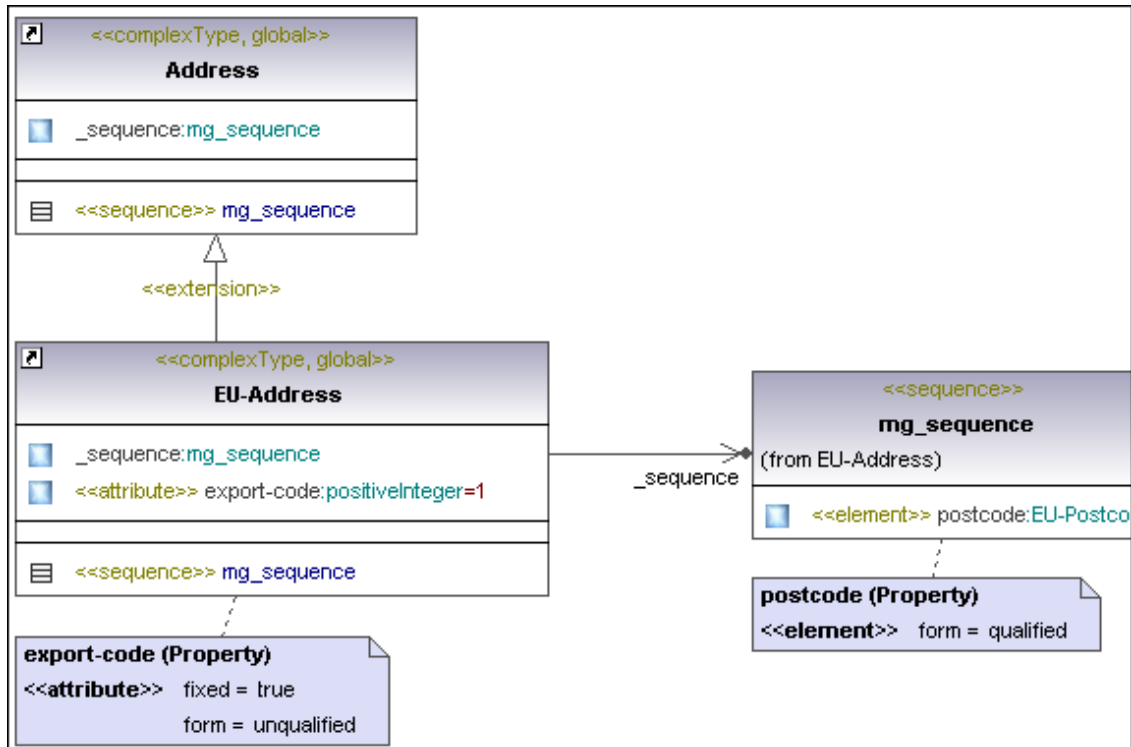 <<complexType, global>>
Address
_sequence:mg_sequence
<<sequence>> mg_sequence
<<extension>>
<<complexType, global>>
EU-Address
_sequence:mg_sequence
<<attribute>> export-code:positiveInteger=1
<<sequence>> mg_sequence
_sequence
<<sequence>>
mg_sequence
(from EU-Address)
<<element>> postcode:EU-Postco
postcode (Property)
<<element>> form = qualified
export-code (Property)
<<attribute>> fixed = true
form = unqualified